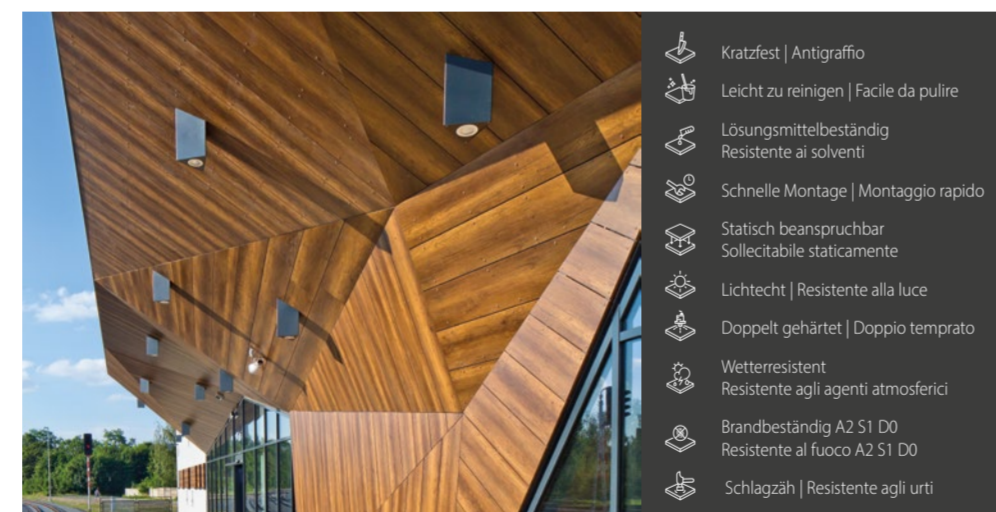 Kratzfest | Antigraffio
Leicht zu reinigen | Facile da pulire
Lösungsmittelbeständig
Resistente ai solventi
Schnelle Montage | Montaggio rapido
Statisch beanspruchbar
Sollecitabile staticamente
Lichtecht | Resistente alla luce
Doppelt gehärtet | Doppio temprato
Wetterresistent
Resistente agli agenti atmosferici
Brandbeständig A2 S1 D0
Resistente al fuoco A2 S1 D0
Schlagzäh | Resistente agli urti